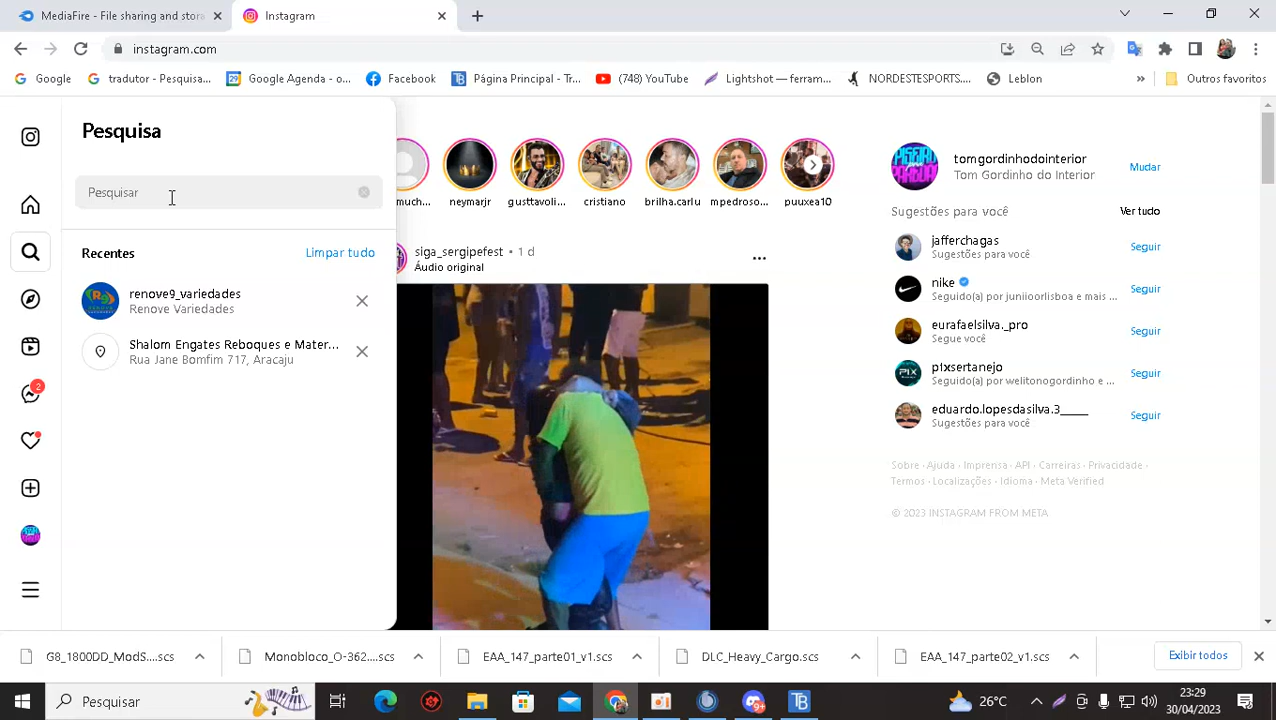 MediaFire - File sharing and stor
Instagram
instagram.com
Google
tradutor - Pesquisa...
Google Agenda - o...
Facebook
Página Principal - Tr...
(748) YouTube
Lightshot — ferram...
NORDESTESPORTS....
Leblon
»
Outros favoritos
Pesquisa
Pesquisar
Recentes
Limpar tudo
renove9_variedades
Renove Variedades
Shalom Engates Reboques e Mater...
Rua Jane Bomfim 717, Aracaju
2
much...
neymarjr
gusttavoli...
cristiano
brilha.carlu
mpedroso...
puuxea10
siga_sergipefest • 1 d
Áudio original
tomgordinhodointerior
Tom Gordinho do Interior
Mudar
Sugestões para você
Ver tudo
jafferchagas
Sugestões para você
Seguir
nike
Seguido(a) por juniioorlisboa e mais ...
Seguir
eurafaelsilva._pro
Segue você
Seguir
p1xsertanejo
Seguido(a) por welitonogordinho e ...
Seguir
eduardo.lopesdasilva.3_____
Sugestões para você
Seguir
Sobre · Ajuda · Imprensa · API · Carreiras · Privacidade ·
Termos · Localizações · Idioma · Meta Verified
© 2023 INSTAGRAM FROM META
G8_1800DD_ModS....scs
Monobloco_O-362....scs
EAA_147_parte01_v1.scs
DLC_Heavy_Cargo.scs
EAA_147_parte02_v1.scs
Exibir todos
Pesquisar
26°C
23:29
30/04/2023